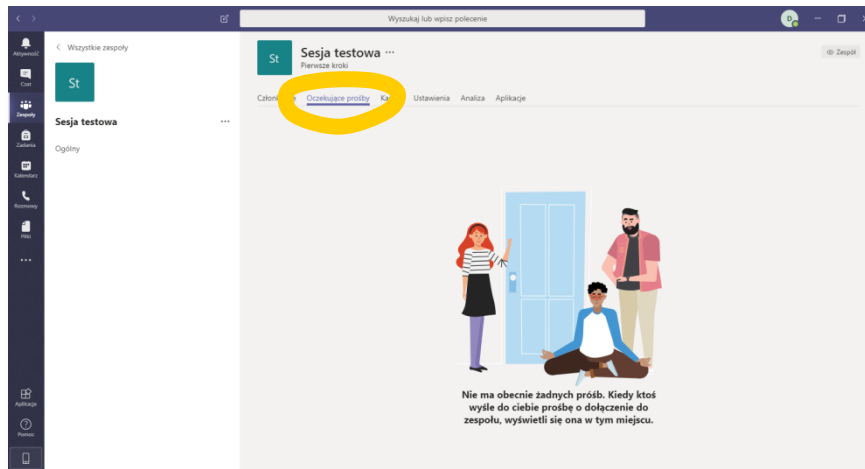 Wyszukaj lub wpisz polecenie
D
Aktywność
Czat
Zespoły
Zadania
Kalendarz
Rozmowy
Pliki
Aplikacje
Pomoc
Wszystkie zespoły
St
Sesja testowa
Ogólny
St
Sesja testowa
Pierwsze kroki
Zespół
Oczekujące prośby Ustawienia Analiza Aplikacje
Nie ma obecnie żadnych próśb. Kiedy ktoś
wyśle do ciebie prośbę o dołączenie do
zespołu, wyświetli się ona w tym miejscu.